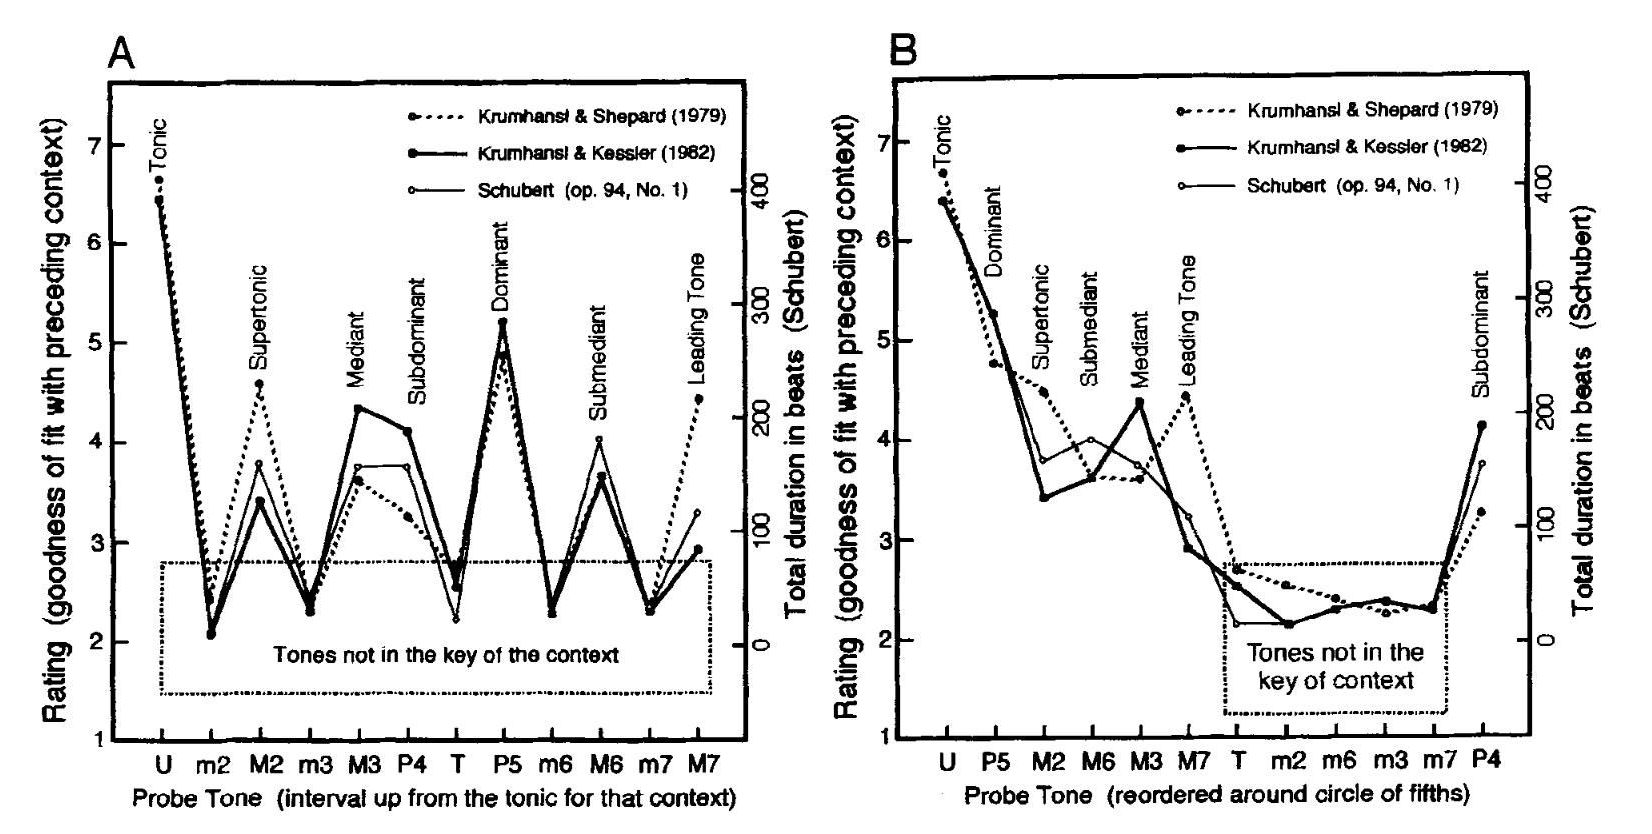 A
Rating (goodness of fit with preceding context)
7
6
5
4
3
2
1
Krumhansl & Shepard (1979)
Krumhansl & Kessler (1982)
Schubert (op. 94, No. 1)
Tonic
Supertonic
Mediant
Subdominant
Dominant
Submediant
Leading Tone
Tones not in the key of the context
400
300
200
100
0
Total duration in beats (Schubert)
U m2 M2 m3 M3 P4 T P5 m6 M6 m7 M7
Probe Tone (interval up from the tonic for that context)
B
Rating (goodness of fit with preceding context)
7
6
5
4
3
2
1
Krumhansl & Shepard (1979)
Krumhansl & Kessler (1982)
Schubert (op. 94, No. 1)
Tonic
Dominant
Supertonic
Submediant
Mediant
Leading Tone
Subdominant
Tones not in the
key of context
400
300
200
100
0
Total duration in beats (Schubert)
U P5 M2 M6 M3 M7 T m2 m6 m3 m7 P4
Probe Tone (reordered around circle of fifths)